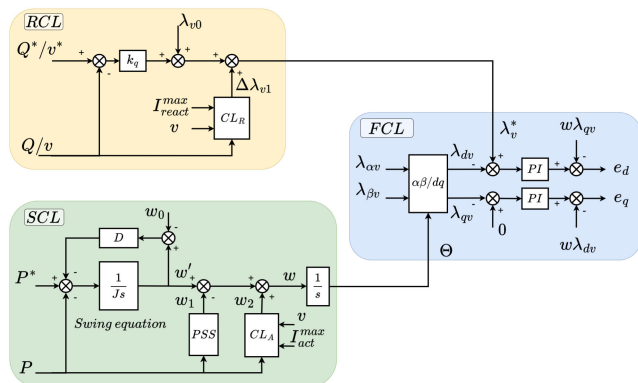 RCL
Q*/v*
+
-
k_q
+
+
λ_v0
+
+
Δλ_v1
I_react^max
v
CL_R
Q/v
SCL
w_0
-
+
D
P*
-
+
-
1/Js
Swing equation
w'
+
-
w_1
PSS
+
+
w_2
CL_A
v
I_act^max
w
1/s
P
Θ
FCL
λ_αv
λ_βv
αβ/dq
λ_dv
-
+
λ_v*
PI
+
-
wλ_qv
e_d
λ_qv
-
+
0
PI
+
-
wλ_dv
e_q